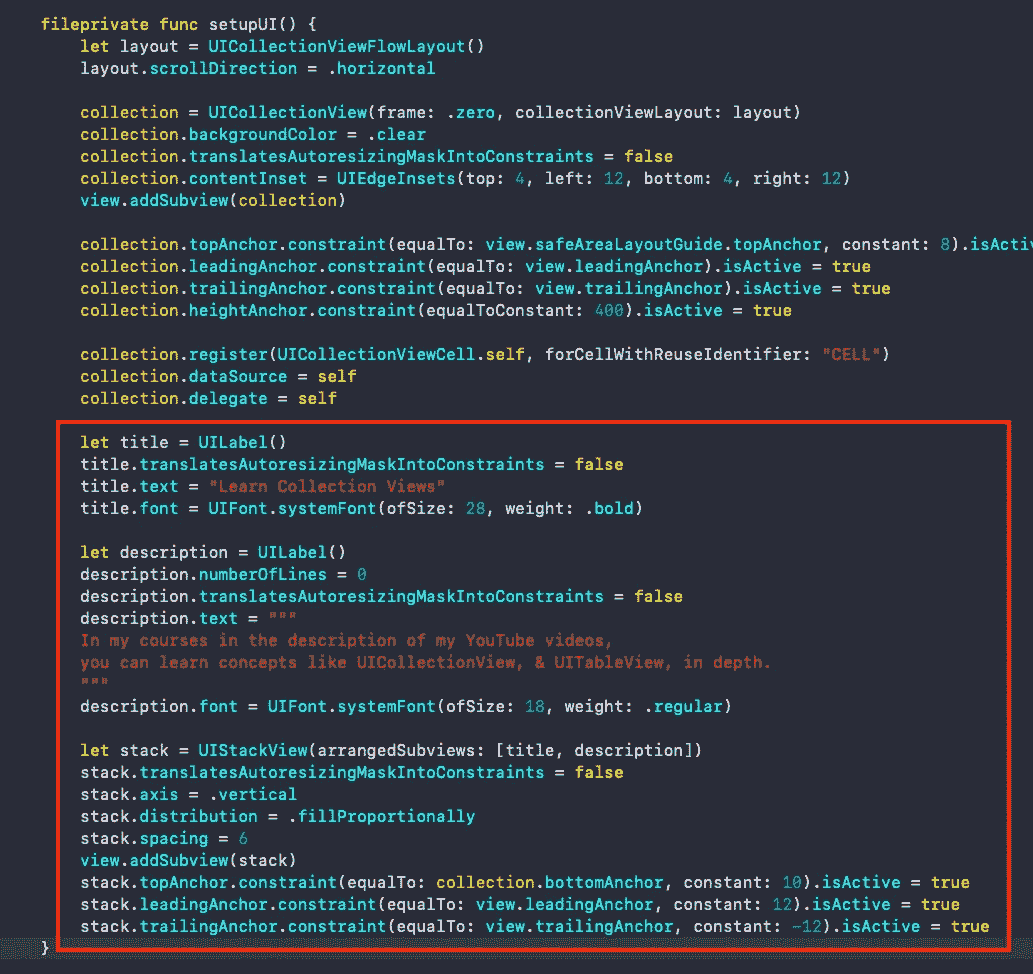 fileprivate func setupUI() {
let layout = UICollectionViewFlowLayout()
layout.scrollDirection = .horizontal
collection = UICollectionView(frame: .zero, collectionViewLayout: layout)
collection.backgroundColor = .clear
collection.translatesAutoresizingMaskIntoConstraints = false
collection.contentInset = UIEdgeInsets(top: 4, left: 12, bottom: 4, right: 12)
view.addSubview(collection)
collection.topAnchor.constraint(equalTo: view.safeAreaLayoutGuide.topAnchor, constant: 8).isActiv
collection.leadingAnchor.constraint(equalTo: view.leadingAnchor).isActive = true
collection.trailingAnchor.constraint(equalTo: view.trailingAnchor).isActive = true
collection.heightAnchor.constraint(equalToConstant: 400).isActive = true
collection.register(UICollectionViewCell.self, forCellWithReuseIdentifier: "CELL")
collection.dataSource = self
collection.delegate = self
let title = UILabel()
title.translatesAutoresizingMaskIntoConstraints = false
title.text = "Learn Collection Views"
title.font = UIFont.systemFont(ofSize: 28, weight: .bold)
let description = UILabel()
description.numberOfLines = 0
description.translatesAutoresizingMaskIntoConstraints = false
description.text = """
In my courses in the description of my YouTube videos,
you can learn concepts like UICollectionView, & UITableView, in depth.
"""
description.font = UIFont.systemFont(ofSize: 18, weight: .regular)
let stack = UIStackView(arrangedSubviews: [title, description])
stack.translatesAutoresizingMaskIntoConstraints = false
stack.axis = .vertical
stack.distribution = .fillProportionally
stack.spacing = 6
view.addSubview(stack)
stack.topAnchor.constraint(equalTo: collection.bottomAnchor, constant: 10).isActive = true
stack.leadingAnchor.constraint(equalTo: view.leadingAnchor, constant: 12).isActive = true
stack.trailingAnchor.constraint(equalTo: view.trailingAnchor, constant: -12).isActive = true
}